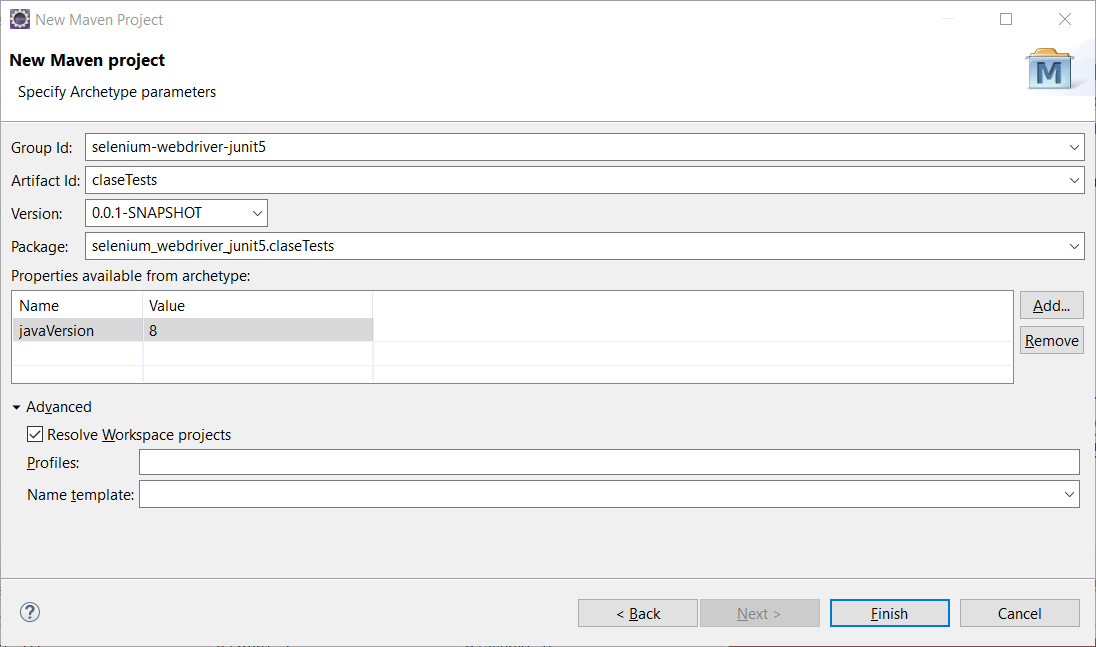 New Maven Project
New Maven project
Specify Archetype parameters
M
Group Id: selenium-webdriver-junit5
Artifact Id: claseTests
Version: 0.0.1-SNAPSHOT
Package: selenium_webdriver_junit5.claseTests
Properties available from archetype:
Name Value
Add...
javaVersion 8
Remove
Advanced
Resolve Workspace projects
Profiles:
Name template:
? < Back Next > Finish Cancel